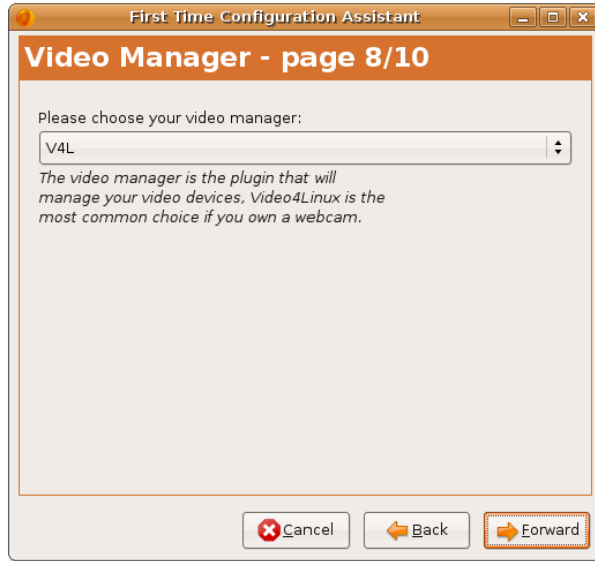 First Time Configuration Assistant
Video Manager - page 8/10
Please choose your video manager:
V4L
The video manager is the plugin that will
manage your video devices, Video4Linux is the
most common choice if you own a webcam.
Cancel
Back
Forward